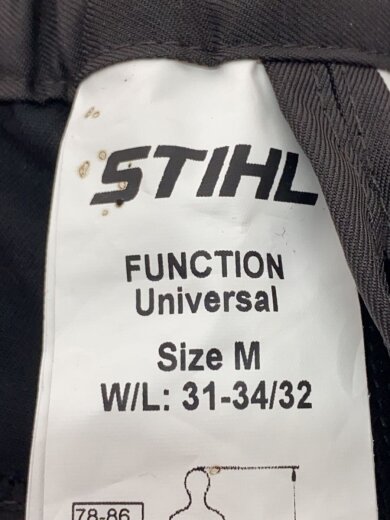 STIHL
FUNCTION
Universal
Size M
W/L: 31-34/32
78-86